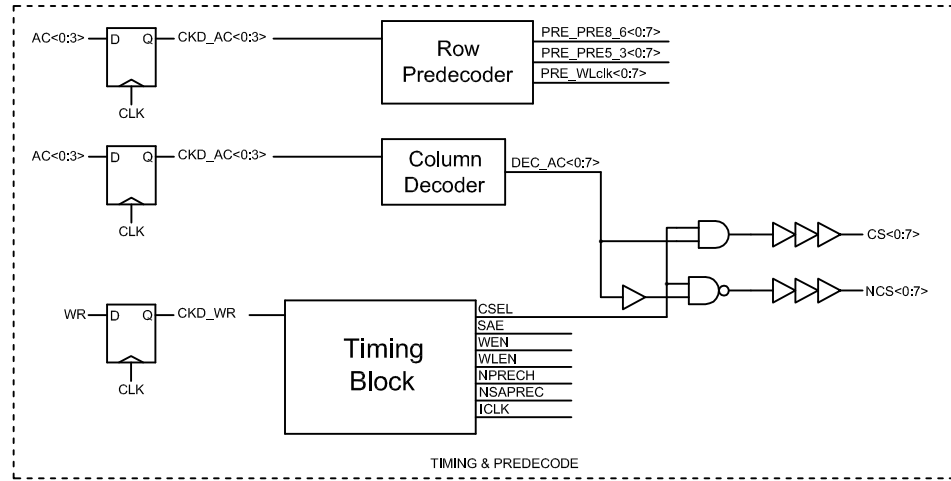 AC<0:3> D Q CKD_AC<0:3> Row Predecoder PRE_PRE8_6<0:7>
PRE_PRE5_3<0:7>
PRE_WLclk<0:7>
CLK
AC<0:3> D Q CKD_AC<0:3> Column Decoder DEC_AC<0:7>
CLK
CS<0:7>
NCS<0:7>
WR D Q CKD_WR Timing Block CSEL
SAE
WEN
WLEN
NPRECH
NSAPREC
ICLK
CLK
TIMING & PREDECODE